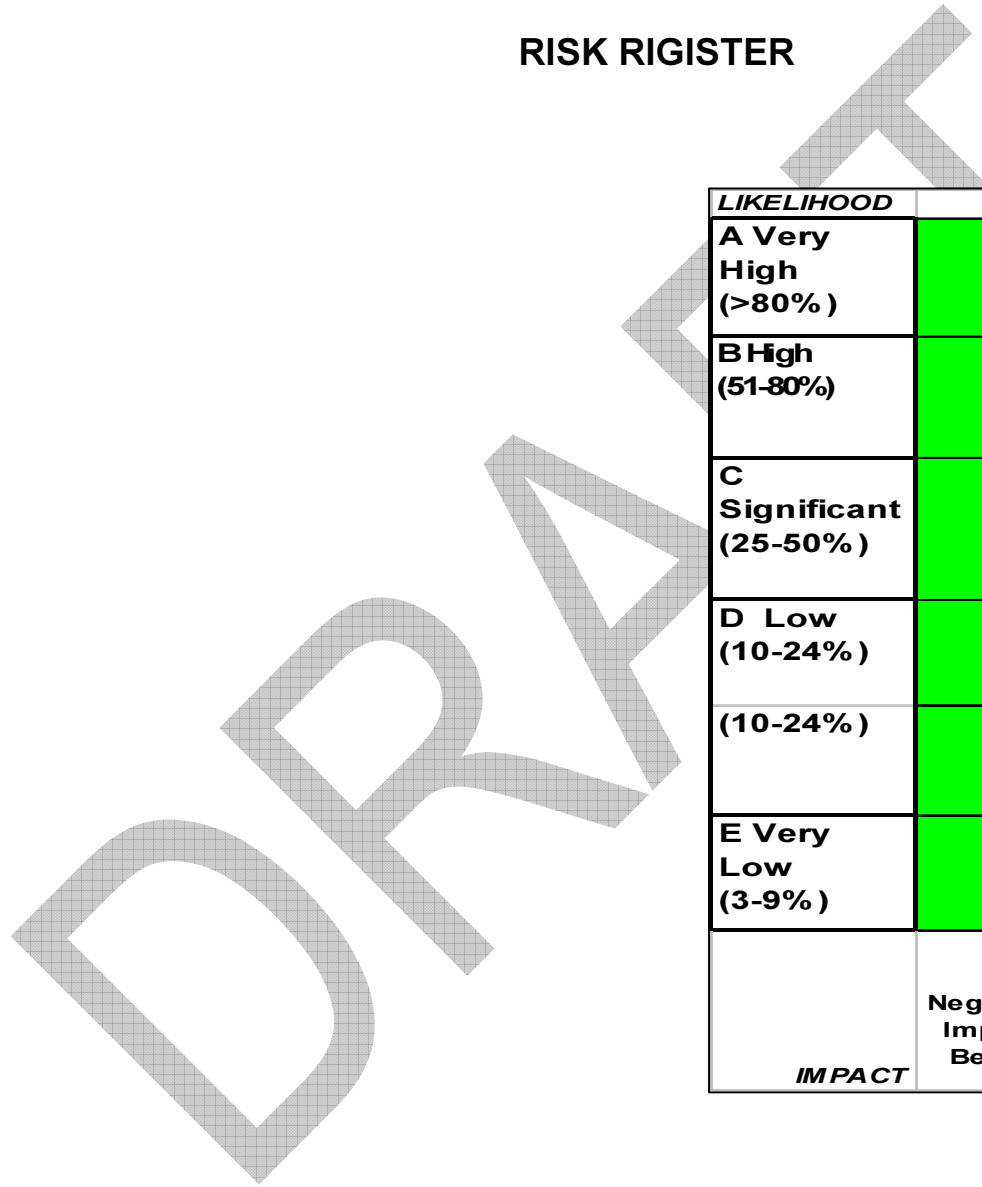 RISK RIGISTER
DRAFT
LIKELIHOOD
A Very
High
(>80%)
B High
(51-80%)
C
Significant
(25-50%)
D Low
(10-24%)
(10-24%)
E Very
Low
(3-9%)
IMPACT